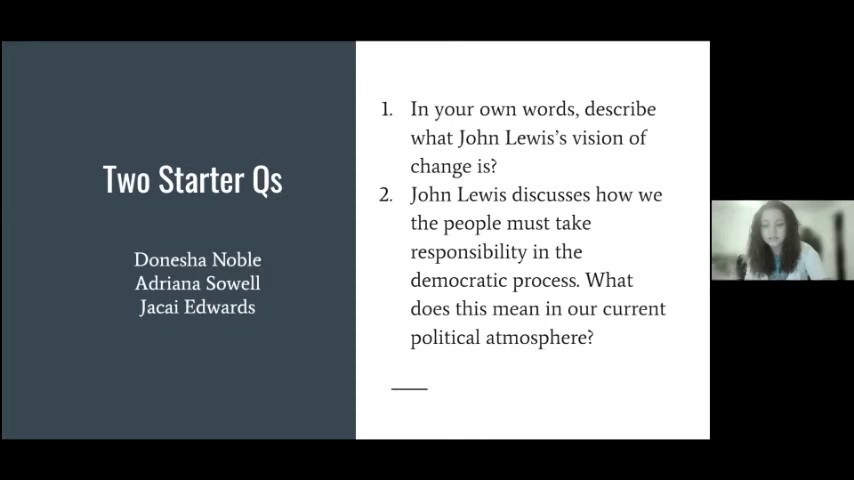 Two Starter Qs
Donesha Noble
Adriana Sowell
Jacai Edwards
1. In your own words, describe
what John Lewis's vision of
change is?
2. John Lewis discusses how we
the people must take
responsibility in the
democratic process. What
does this mean in our current
political atmosphere?